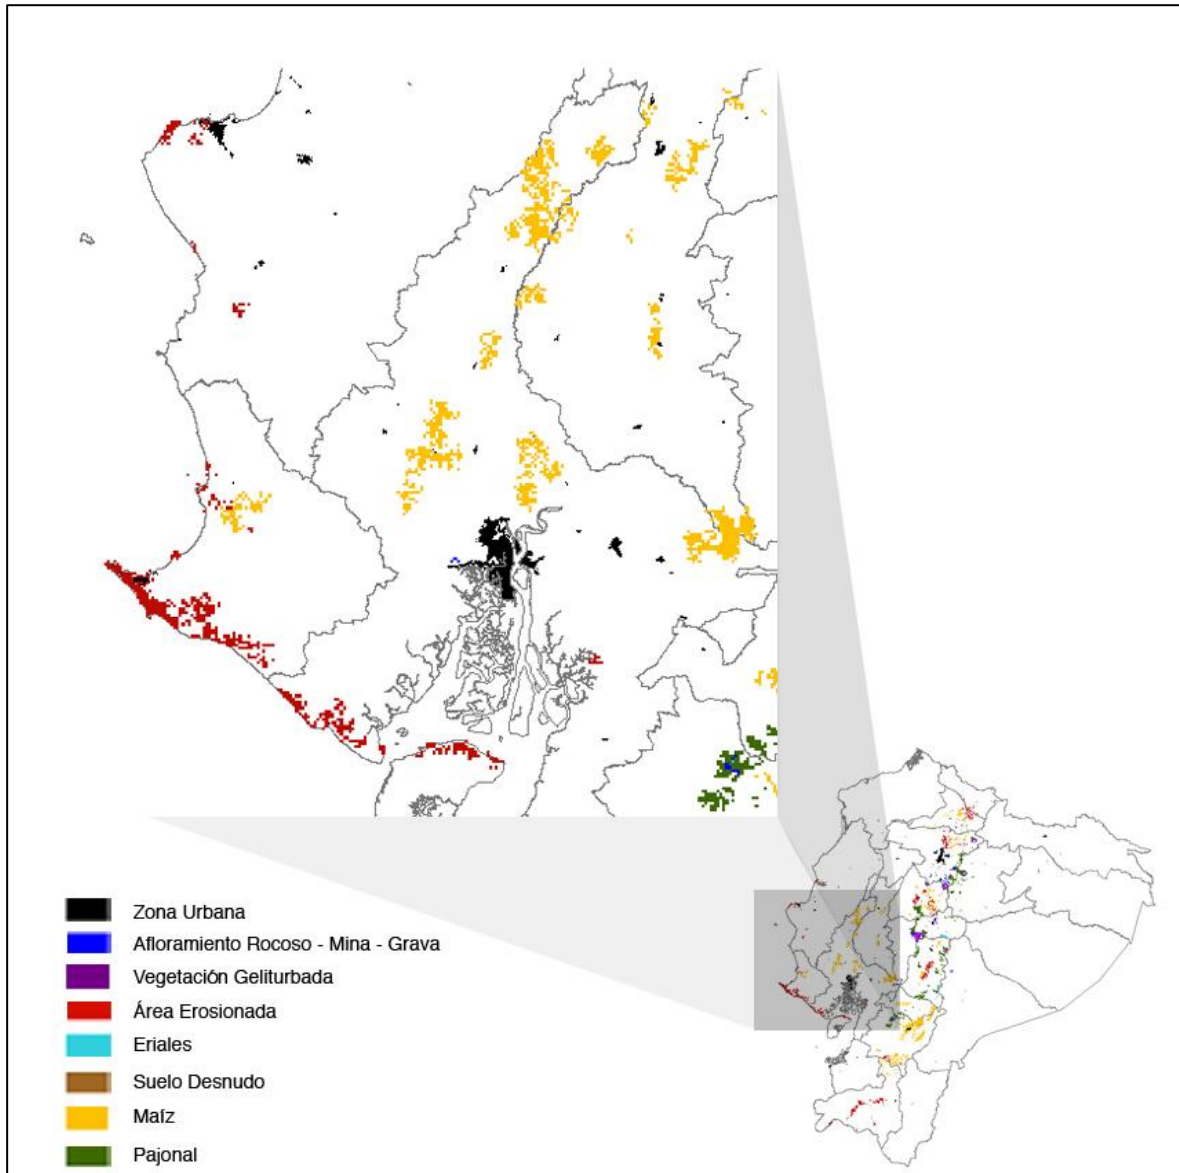 Zona Urbana
Afloramiento Rocoso - Mina - Grava
Vegetación Geliturbada
Área Erosionada
Eriales
Suelo Desnudo
Maíz
Pajonal